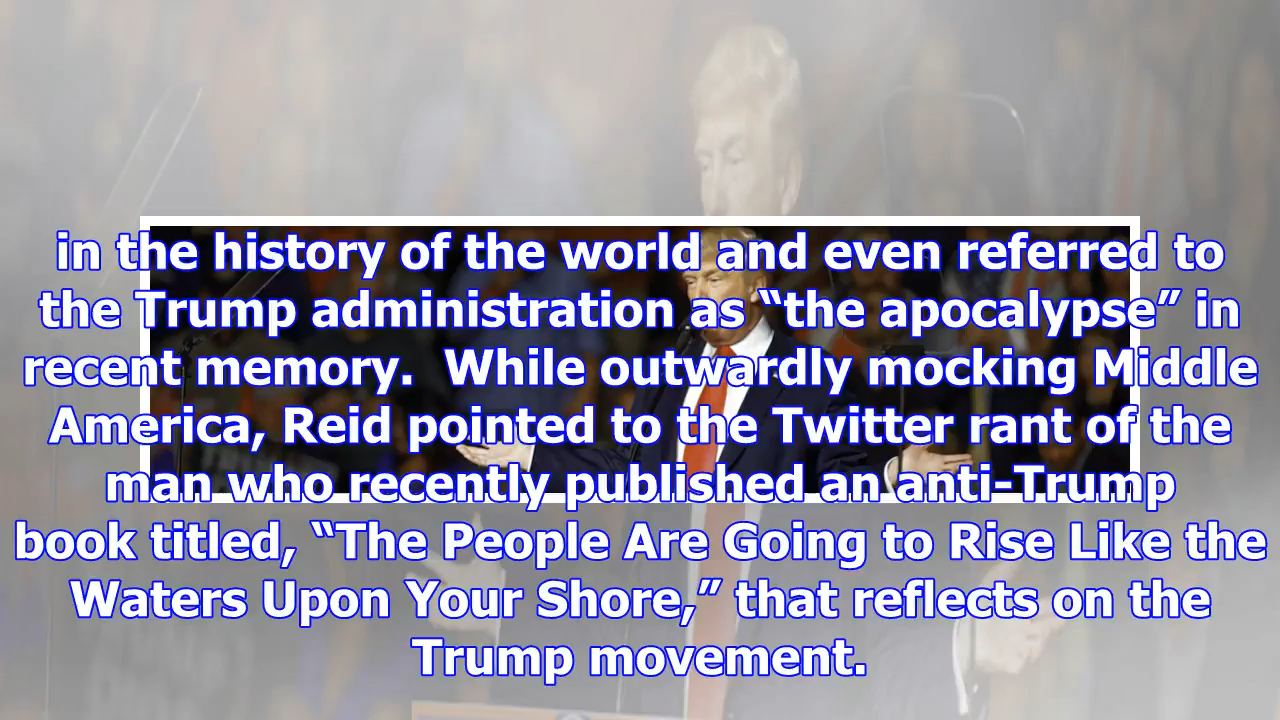 in the history of the world and even referred to
the Trump administration as “the apocalypse” in
recent memory.  While outwardly mocking Middle
America, Reid pointed to the Twitter rant of the
man who recently published an anti-Trump
book titled, “The People Are Going to Rise Like the
Waters Upon Your Shore,” that reflects on the
Trump movement.